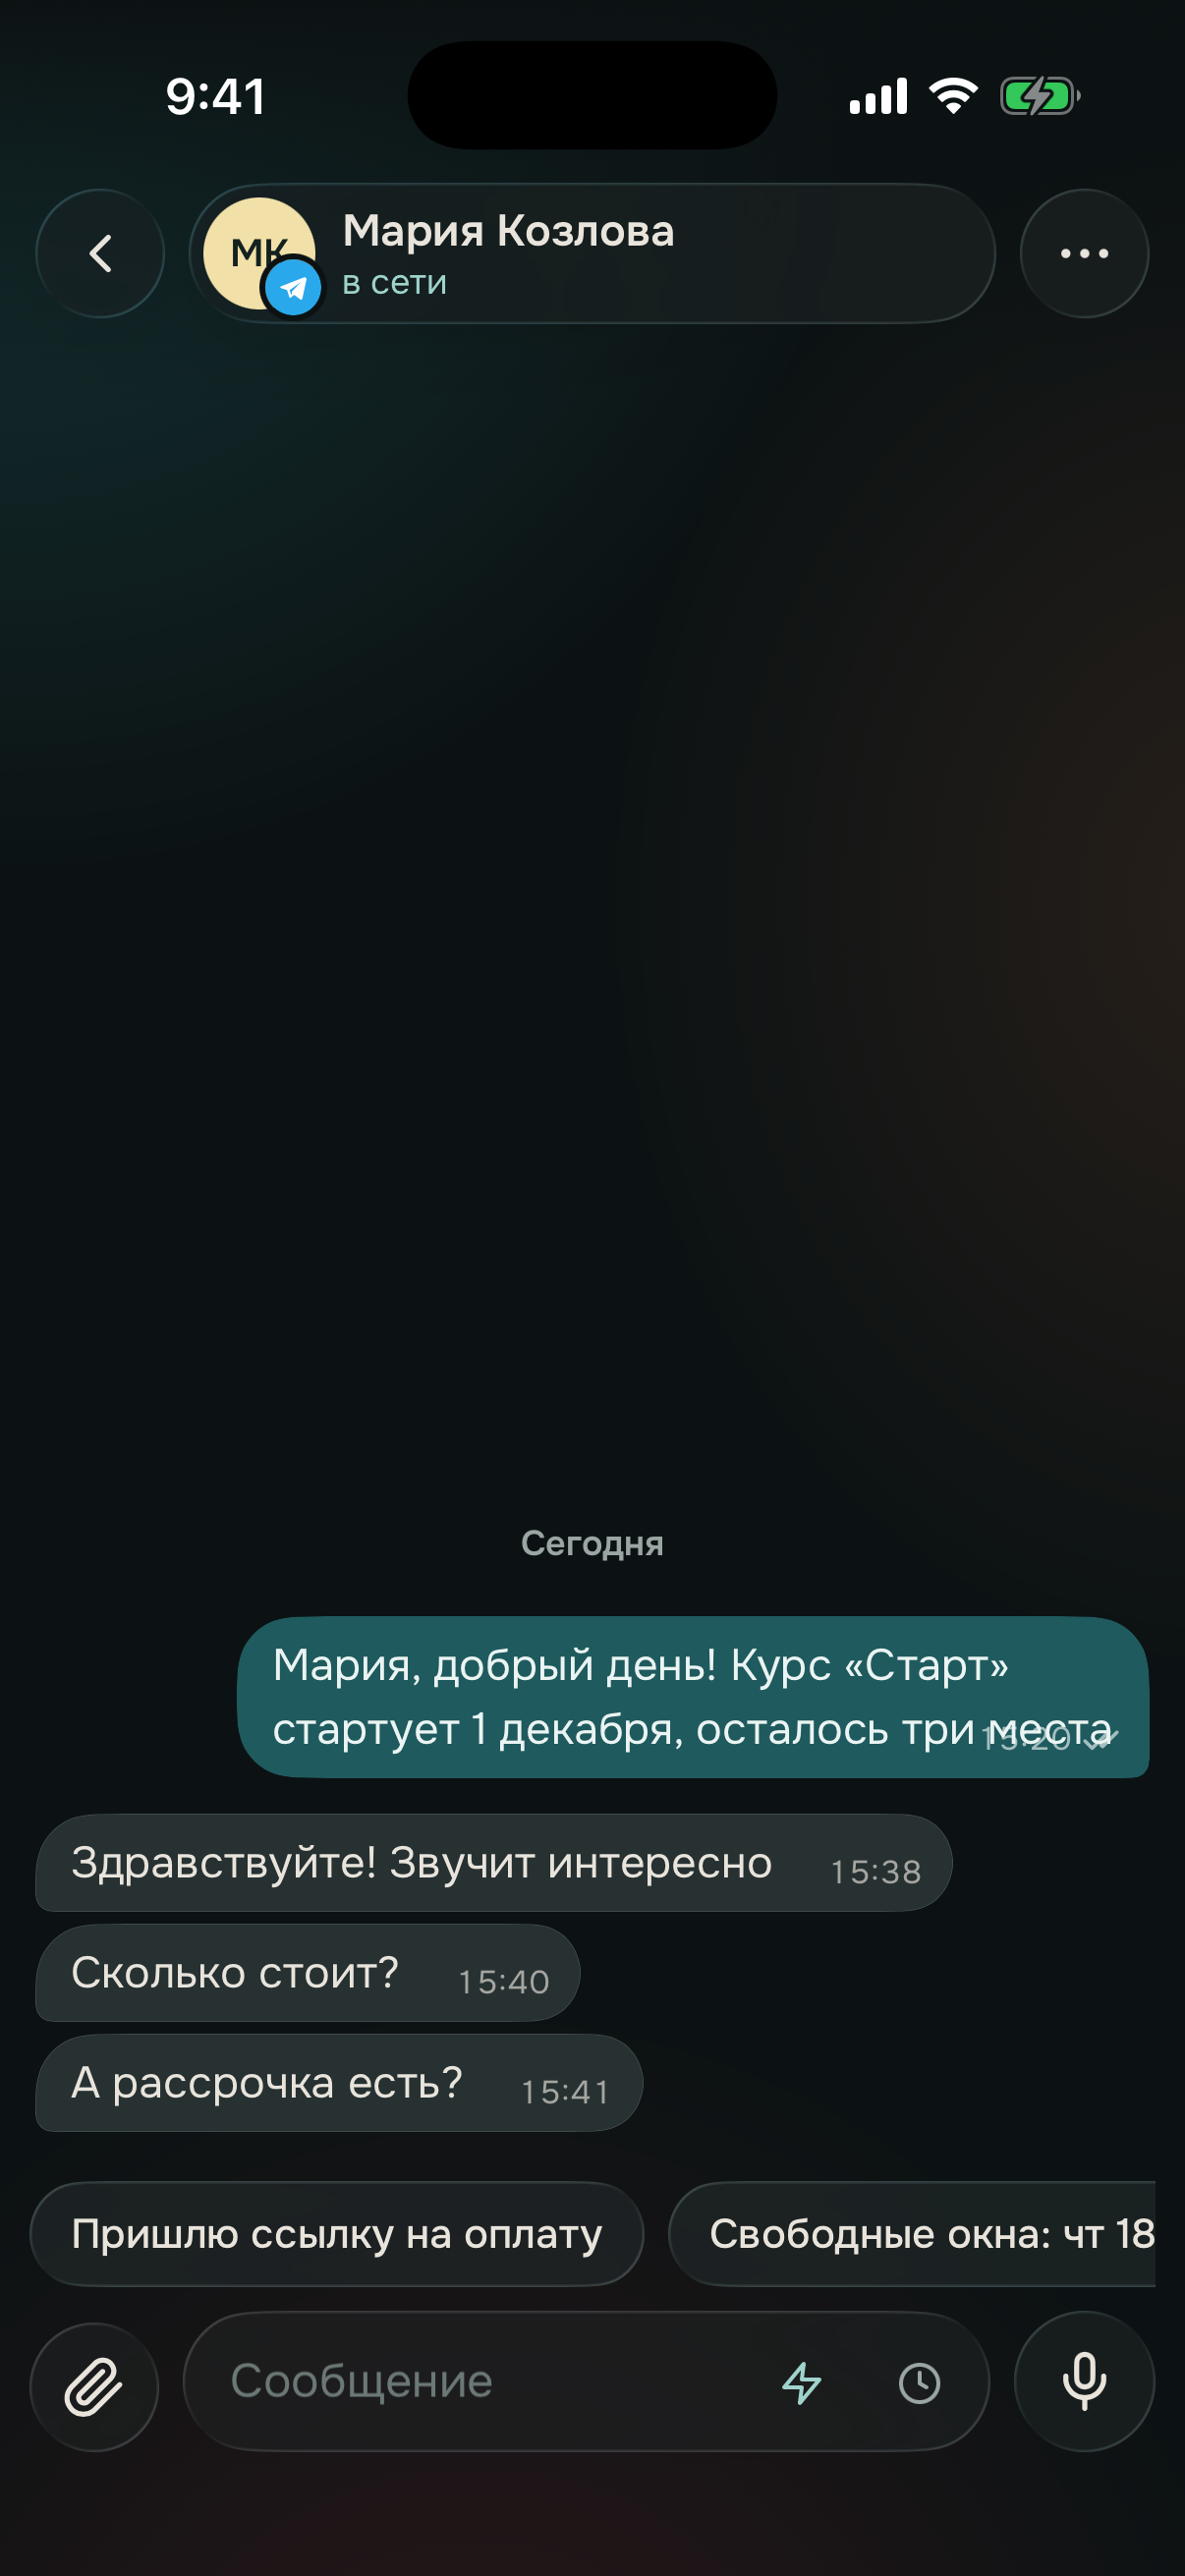 9:41
МК
Мария Козлова
в сети
Сегодня
Мария, добрый день! Курс «Старт»
стартует 1 декабря, осталось три места
15:20
Здравствуйте! Звучит интересно 15:38
Сколько стоит? 15:40
А рассрочка есть? 15:41
Пришлю ссылку на оплату
Свободные окна: чт 18
Сообщение